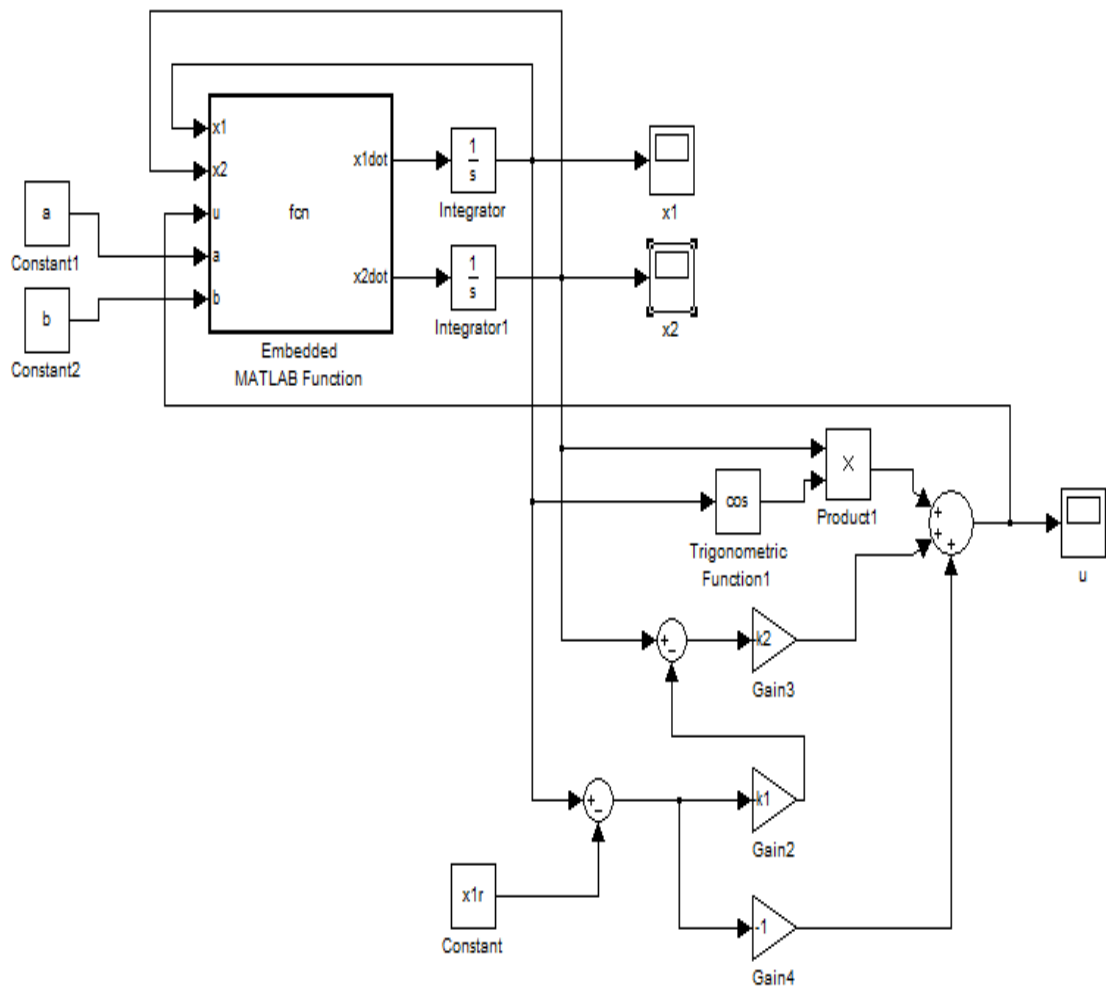 x1
x2
u
a
b
fcn
x1dot
x2dot
Embedded
MATLAB Function
a
Constant1
b
Constant2
1
s
Integrator
1
s
Integrator1
x1
x2
X
Product1
cos
Trigonometric
Function1
+
+
+
u
+
−
k2
Gain3
+
−
k1
Gain2
x1r
Constant
-1
Gain4